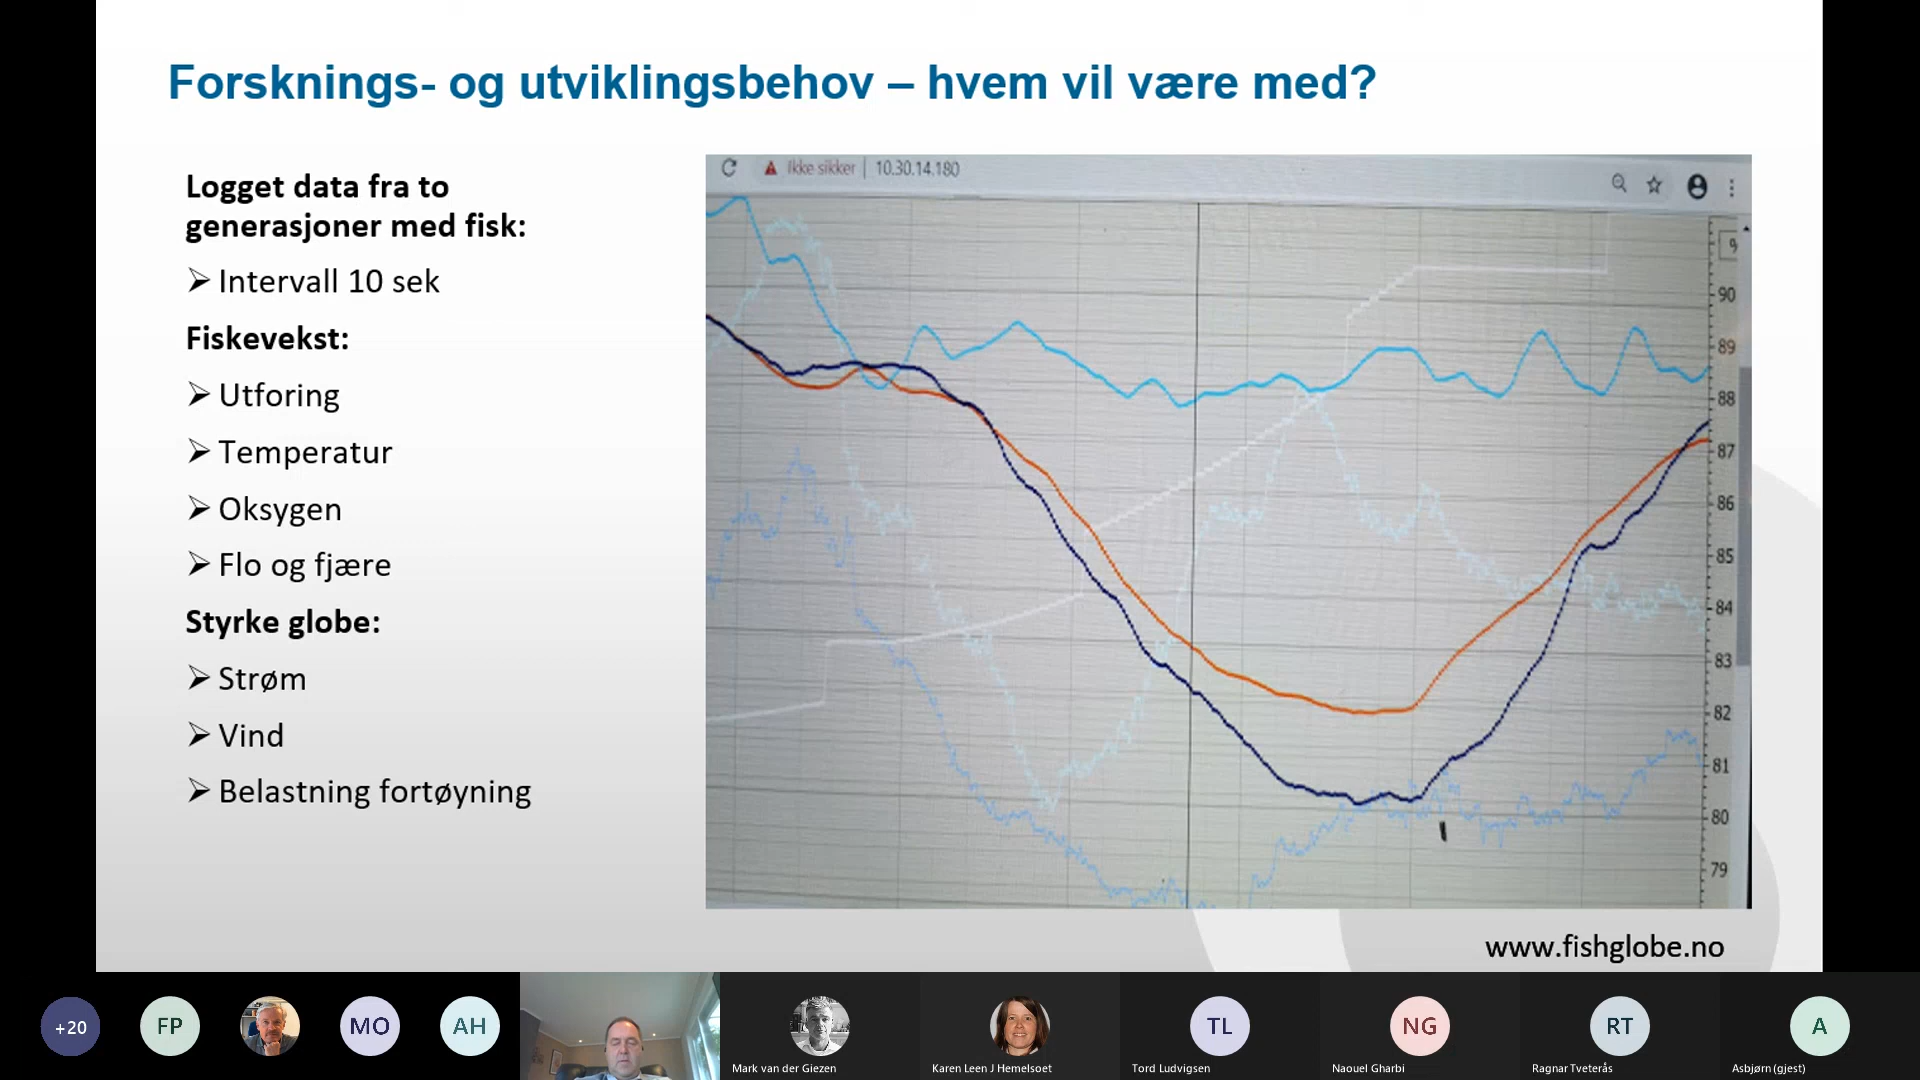 Forsknings- og utviklingsbehov – hvem vil være med?
Logget data fra to
generasjoner med fisk:
Intervall 10 sek
Fiskevekst:
Utforing
Temperatur
Oksygen
Flo og fjære
Styrke globe:
Strøm
Vind
Belastning fortøyning
Ikke sikker
10.30.14.180
90
89
88
87
86
85
84
83
82
81
80
79
www.fishglobe.no
+20
FP
MO
AH
Mark van der Giezen
Karen Leen J Hemelsoet
TL
Tord Ludvigsen
NG
Naouel Gharbi
RT
Ragnar Tveterås
A
Asbjørn (gjest)